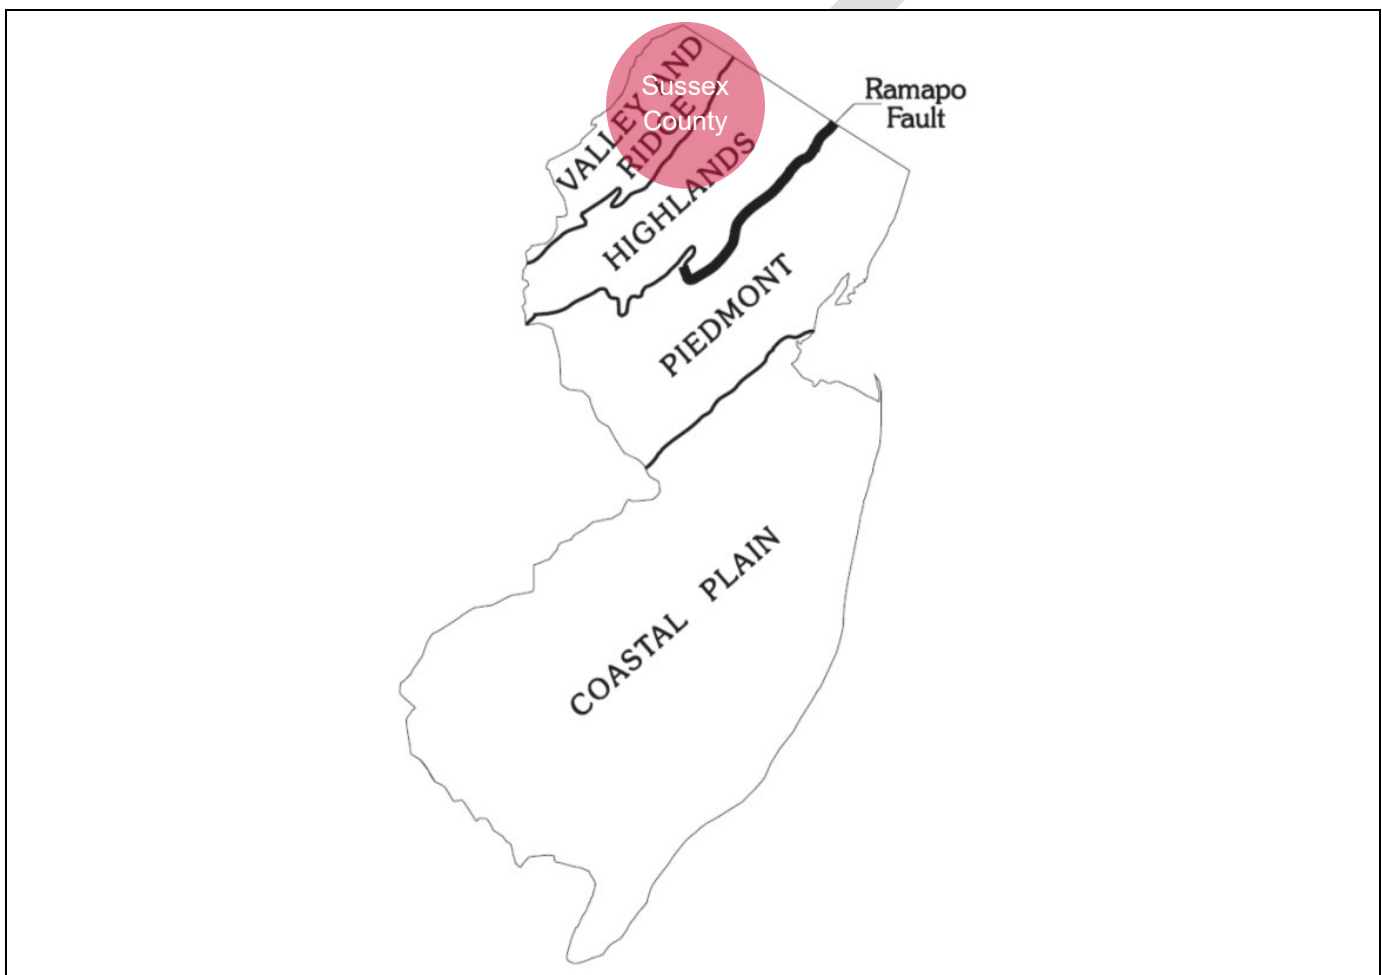 VALLEY AND
RIDGE
Sussex
County
Ramapo
Fault
HIGHLANDS
PIEDMONT
COASTAL PLAIN